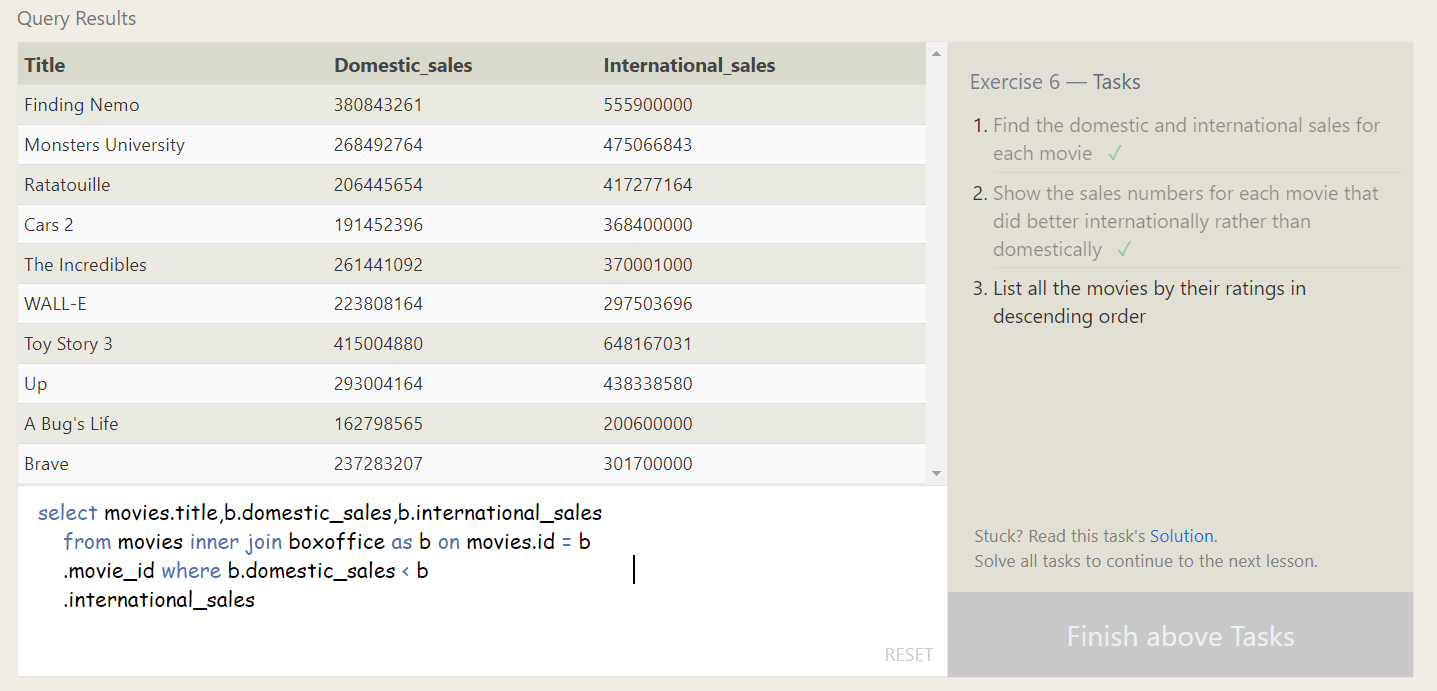 Query Results
Title Domestic_sales International_sales
Finding Nemo 380843261 555900000
Monsters University 268492764 475066843
Ratatouille 206445654 417277164
Cars 2 191452396 368400000
The Incredibles 261441092 370001000
WALL-E 223808164 297503696
Toy Story 3 415004880 648167031
Up 293004164 438338580
A Bug's Life 162798565 200600000
Brave 237283207 301700000
select movies.title,b.domestic_sales,b.international_sales
from movies inner join boxoffice as b on movies.id = b
.movie_id where b.domestic_sales < b
.international_sales
RESET
Exercise 6 — Tasks
1. Find the domestic and international sales for
each movie ✓
2. Show the sales numbers for each movie that
did better internationally rather than
domestically ✓
3. List all the movies by their ratings in
descending order
Stuck? Read this task's Solution.
Solve all tasks to continue to the next lesson.
Finish above Tasks